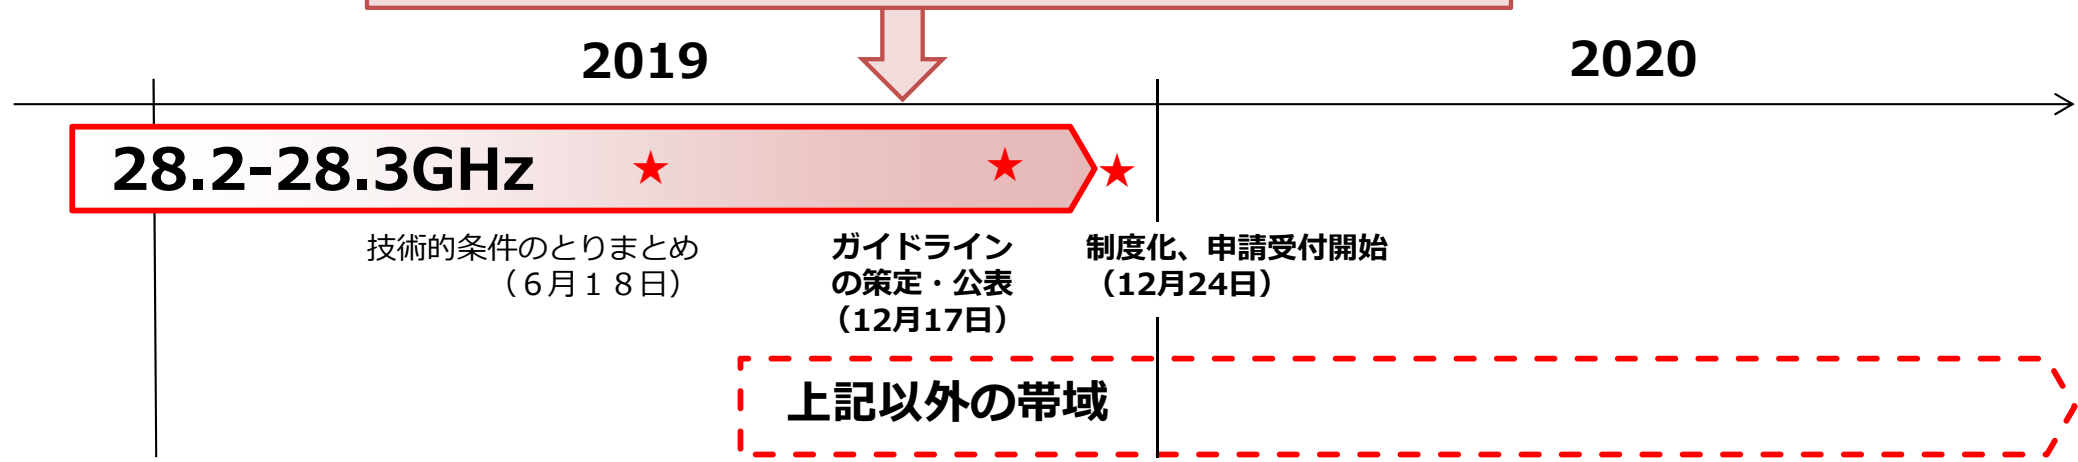 2019
2020
28.2-28.3GHz
★
★
★
技術的条件のとりまとめ
（６月１８日）
ガイドライン
の策定・公表
（12月17日）
制度化、申請受付開始
（12月24日）
上記以外の帯域